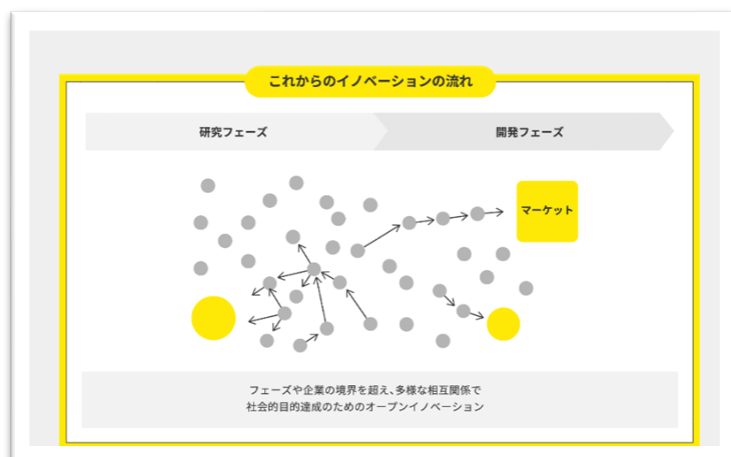 これからのイノベーションの流れ
研究フェーズ
開発フェーズ
マーケット
フェーズや企業の境界を超え、多様な相互関係で
社会的目的達成のためのオープンイノベーション